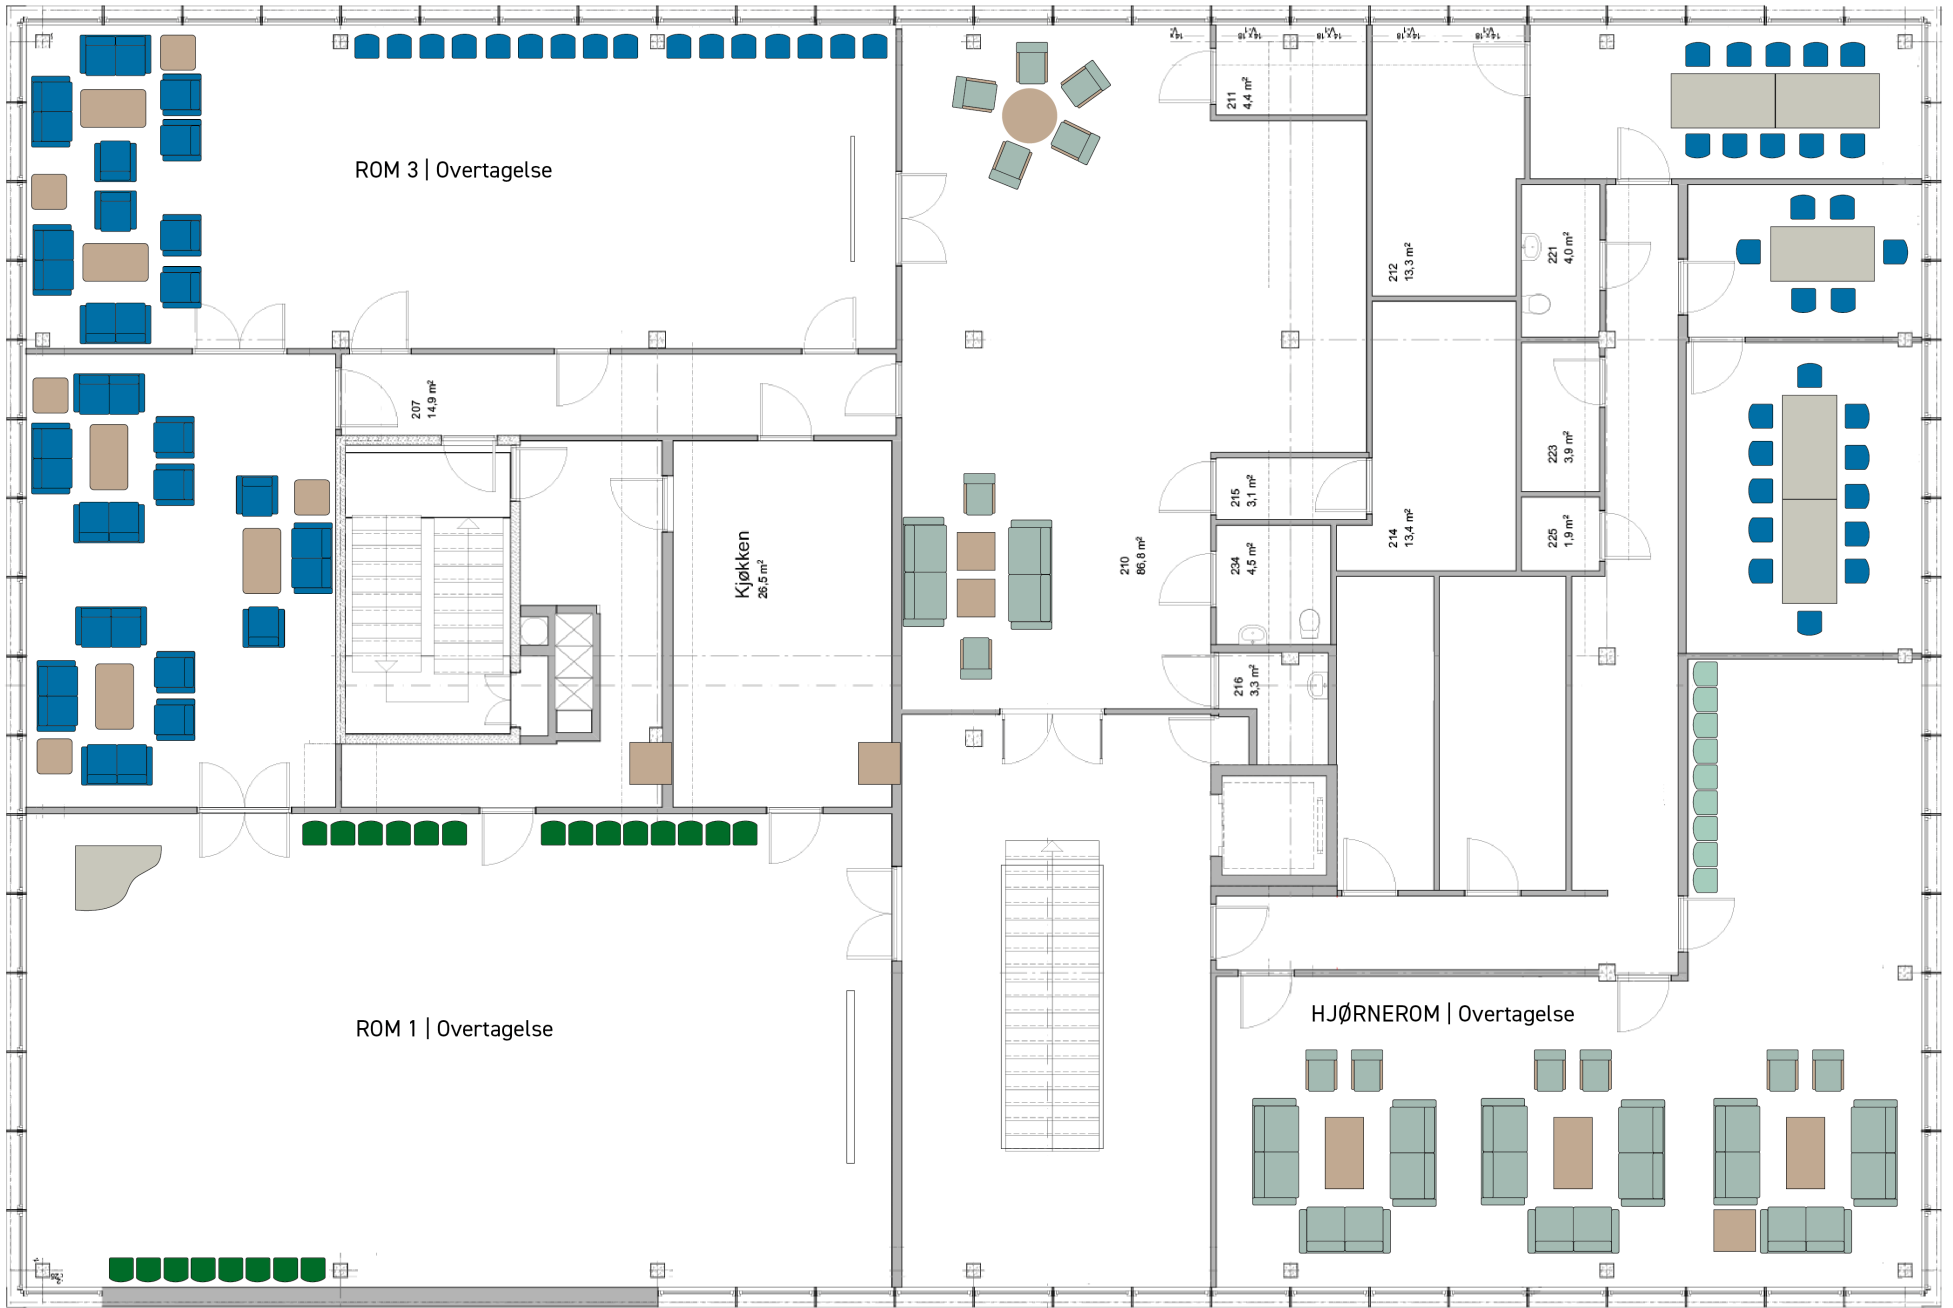 211
4,4 m²
ROM 3 | Overtagelse
212
13,3 m²
221
4,0 m²
207
14,9 m²
223
3,9 m²
215
3,1 m²
Kjøkken
26,5 m²
210
86,8 m²
234
4,5 m²
214
13,4 m²
225
1,9 m²
216
3,3 m²
ROM 1 | Overtagelse
HJØRNEROM | Overtagelse